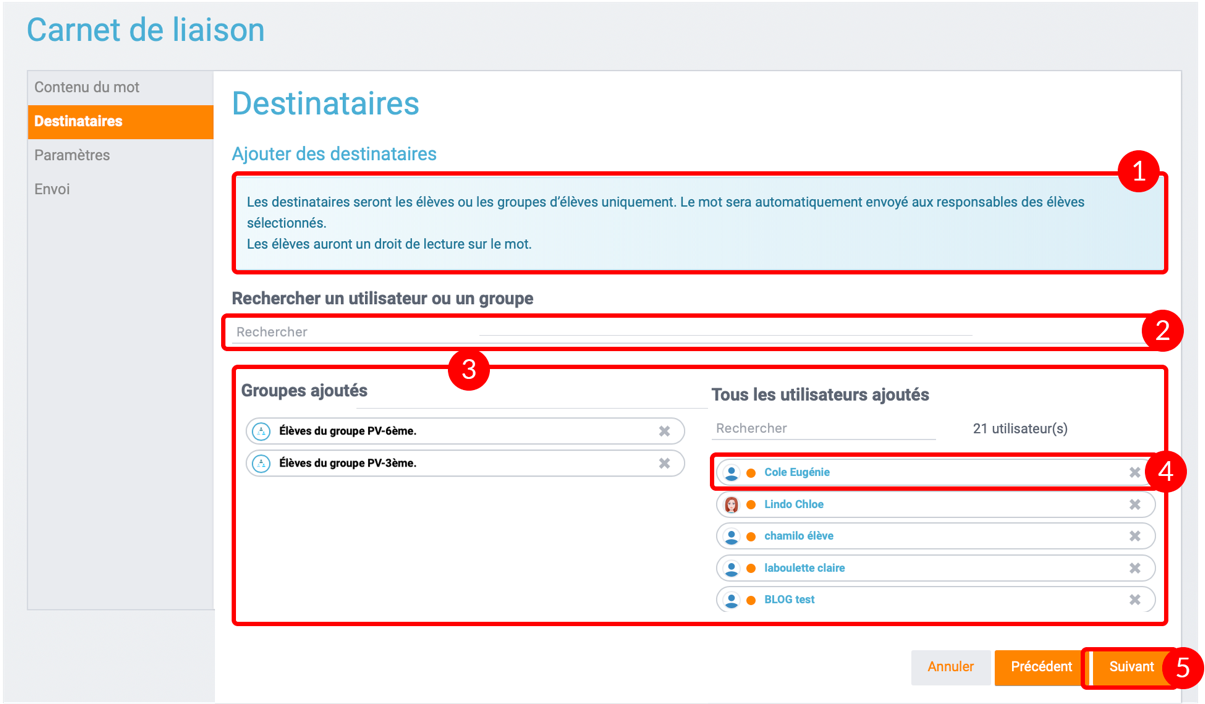 Carnet de liaison
Contenu du mot
Destinataires
Paramètres
Envoi
Destinataires
Ajouter des destinataires
1
Les destinataires seront les élèves ou les groupes d'élèves uniquement. Le mot sera automatiquement envoyé aux responsables des élèves
sélectionnés.
Les élèves auront un droit de lecture sur le mot.
Rechercher un utilisateur ou un groupe
Rechercher
2
3
Groupes ajoutés
Élèves du groupe PV-6ème.
Élèves du groupe PV-3ème.
Tous les utilisateurs ajoutés
Rechercher 21 utilisateur(s)
Cole Eugénie
4
Lindo Chloe
chamilo élève
laboulette claire
BLOG test
Annuler Précédent Suivant
5